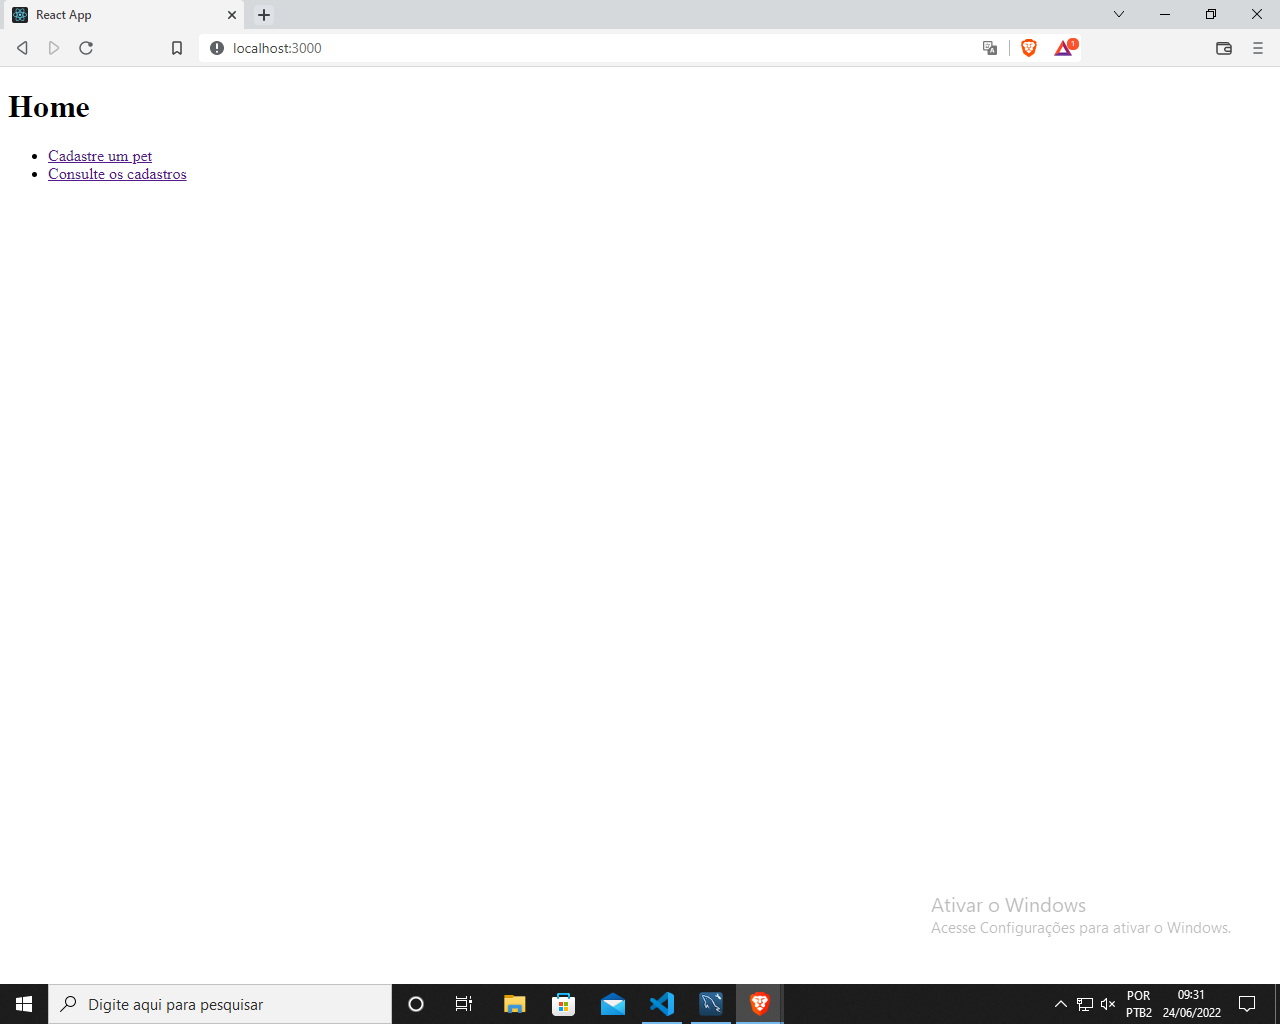 React App
localhost:3000
1
Home
Cadastre um pet
Consulte os cadastros
Ativar o Windows
Acesse Configurações para ativar o Windows.
Digite aqui para pesquisar
POR
PTB2
09:31
24/06/2022